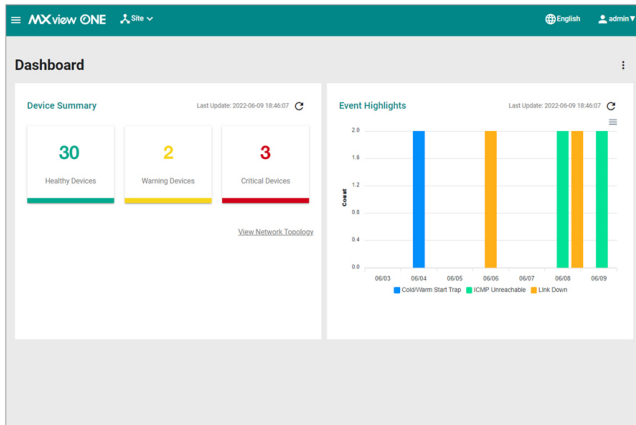 MXview ONE Site English admin
Dashboard
Device Summary Last Update: 2022-06-09 18:46:07
30 2 3
Healthy Devices Warning Devices Critical Devices
View Network Topology
Event Highlights Last Update: 2022-06-09 18:46:07
2.0
1.6
1.2
0.8
0.4
0.0
Count
06/03 06/04 06/05 06/06 06/07 06/08 06/09
Cold/Warm Start Trap ICMP Unreachable Link Down